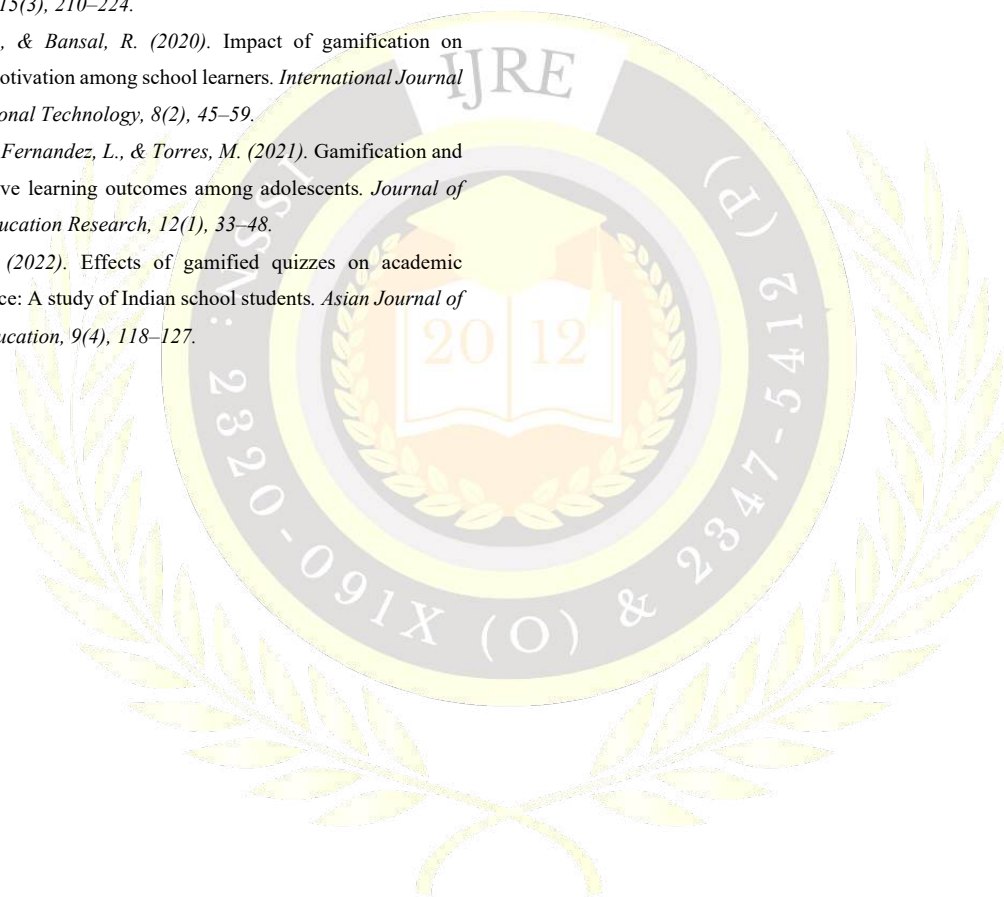 15(3), 210–224.
, & Bansal, R. (2020). Impact of gamification on
otivation among school learners. International Journal
onal Technology, 8(2), 45–59.
Fernandez, L., & Torres, M. (2021). Gamification and
ve learning outcomes among adolescents. Journal of
ucation Research, 12(1), 33–48.
(2022). Effects of gamified quizzes on academic
ce: A study of Indian school students. Asian Journal of
ucation, 9(4), 118–127.
IJRE
ISSN : 2320-091X (O) & 2347-5412 (P)
20 12